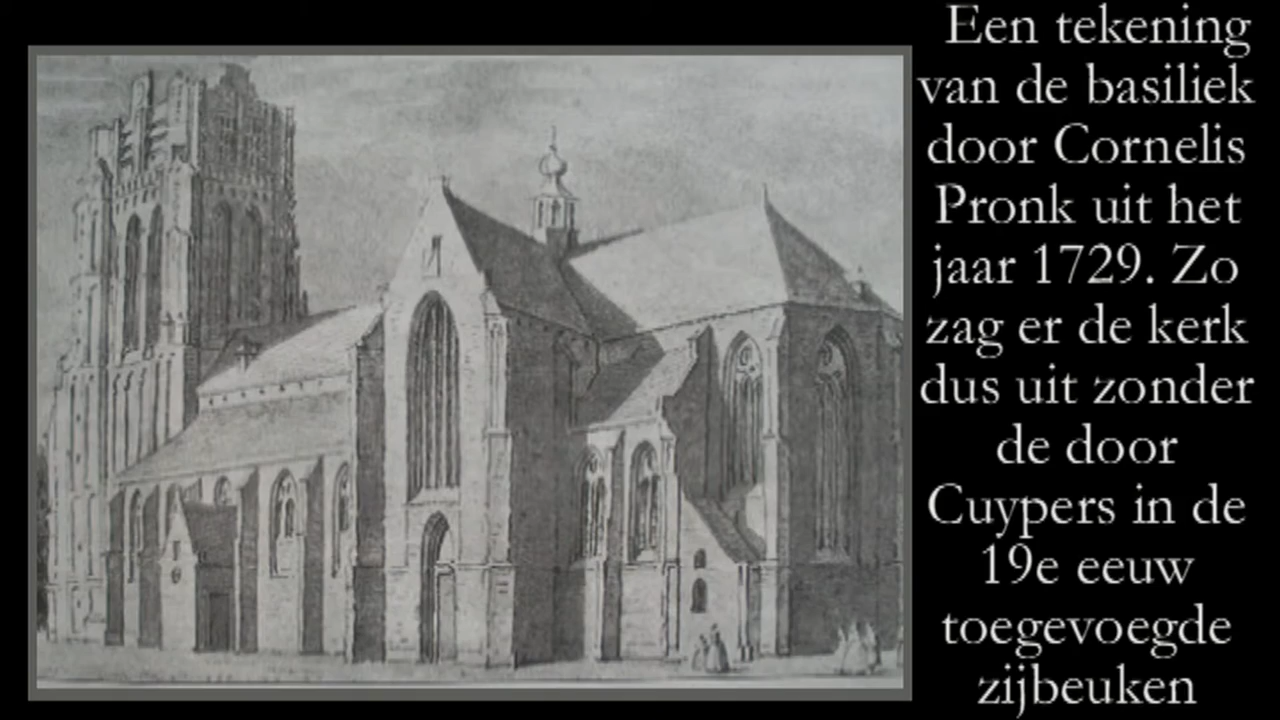 Een tekening
van de basiliek
door Cornelis
Pronk uit het
jaar 1729. Zo
zag er de kerk
dus uit zonder
de door
Cuypers in de
19e eeuw
toegevoegde
zijbeuken